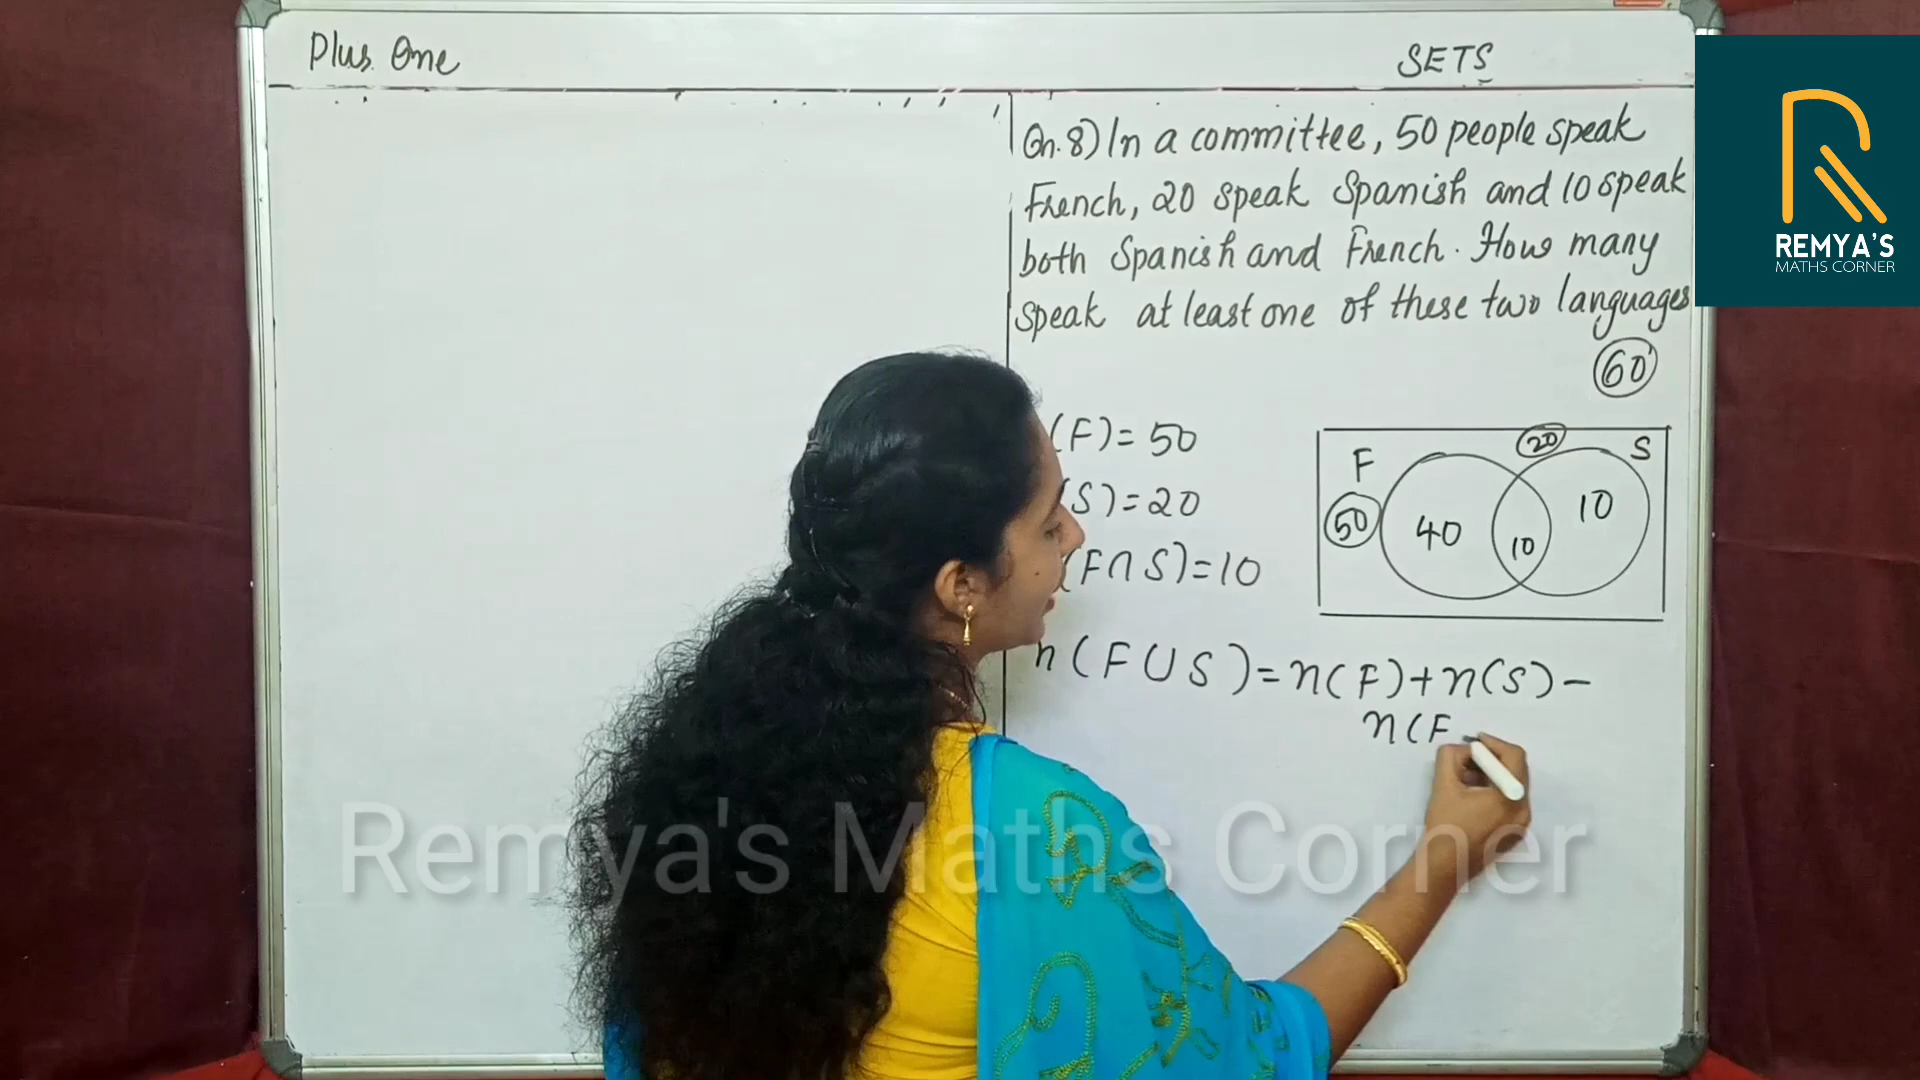 Plus One
SETS
Qn.8) In a committee, 50 people speak
French, 20 speak Spanish and 10 speak
both Spanish and French. How many
speak at least one of these two languages
60
(F) = 50
(S) = 20
(F∩S) = 10
n(F∪S) = n(F)+n(S) -
n(F
F
50
40
10
20
10
S
R
REMYA'S
MATHS CORNER
Remya's Maths Corner